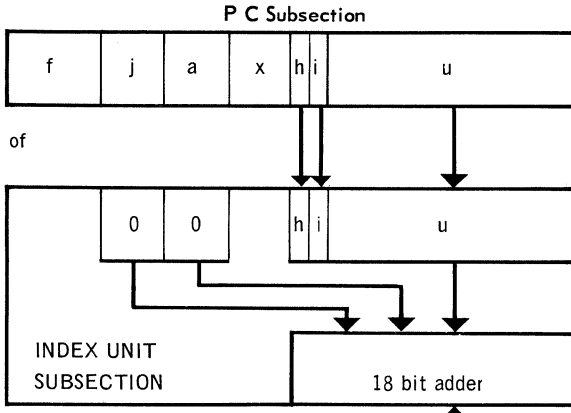 P C Subsection
f j a x h i u
of
0 0 h i u
INDEX UNIT
SUBSECTION
18 bit adder